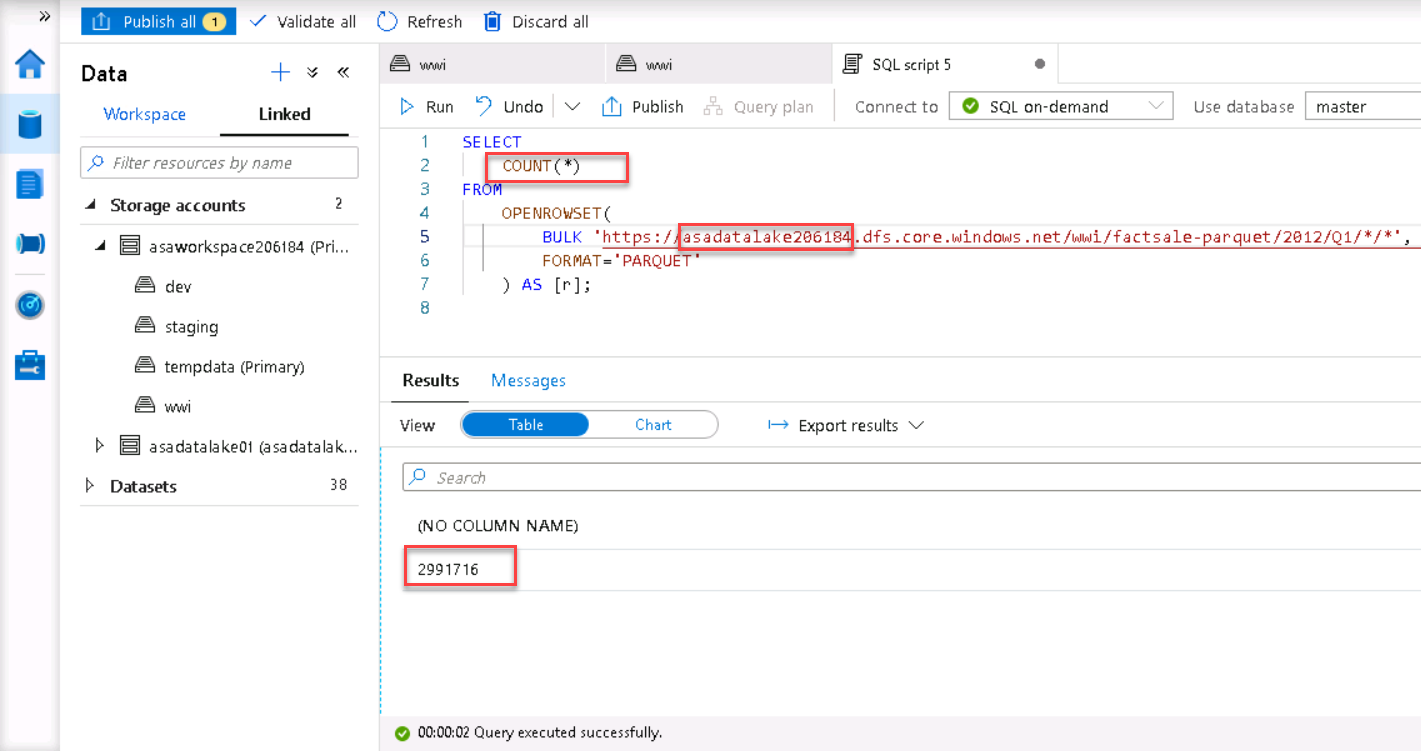 » Publish all 1 Validate all Refresh Discard all
Data
Workspace Linked
Filter resources by name
Storage accounts 2
asaworkspace206184 (Pri...
dev
staging
tempdata (Primary)
wwi
asadatalake01 (asadatalak...
Datasets 38
wwi wwi SQL script 5
Run Undo Publish Query plan Connect to SQL on-demand Use database master
1 SELECT
2 COUNT(*)
3 FROM
4 OPENROWSET(
5 BULK 'https://asadatalake206184.dfs.core.windows.net/wwi/factsale-parquet/2012/Q1/*/*',
6 FORMAT='PARQUET'
7 ) AS [r];
8
Results Messages
View Table Chart Export results
Search
(NO COLUMN NAME)
2991716
00:00:02 Query executed successfully.